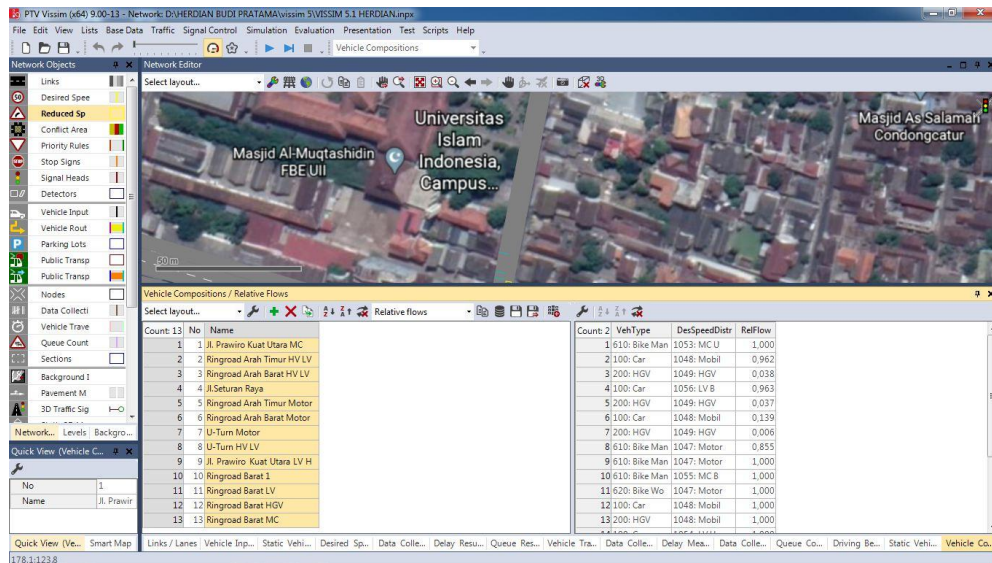 PTV Vissim (x64) 9.00-13 - Network: D:\HERDIAN BUDI PRATAMA\vissim 5\VISSIM 5.1 HERDIAN.inpx
File Edit View Lists Base Data Traffic Signal Control Simulation Evaluation Presentation Test Scripts Help
Vehicle Compositions
Network Objects
Links
Desired Spee
Reduced Sp
Conflict Area
Priority Rules
Stop Signs
Signal Heads
Detectors
Vehicle Input
Vehicle Rout
Parking Lots
Public Transp
Public Transp
Nodes
Data Collecti
Vehicle Trave
Queue Count
Sections
Background I
Pavement M
3D Traffic Sig
Network... Levels Backgro...
Quick View (Vehicle C...
No 1
Name Jl. Prawir
Quick View (Ve... Smart Map
178.1:123.8
Network Editor
Select layout...
Universitas
Islam
Indonesia,
Campus...
Masjid Al-Muqtashidin
FBE UII
Masjid As Salamah
Condongcatur
50 m
Vehicle Compositions / Relative Flows
Select layout... Relative flows
Count: 13 No Name
1 1 Jl. Prawiro Kuat Utara MC
2 2 Ringroad Arah Timur HV LV
3 3 Ringroad Arah Barat HV LV
4 4 Jl.Seturan Raya
5 5 Ringroad Arah Timur Motor
6 6 Ringroad Arah Barat Motor
7 7 U-Turn Motor
8 8 U-Turn HV LV
9 9 Jl. Prawiro Kuat Utara LV H
10 10 Ringroad Barat 1
11 11 Ringroad Barat LV
12 12 Ringroad Barat HGV
13 13 Ringroad Barat MC
Count: 2 VehType DesSpeedDistr RelFlow
1 610: Bike Man 1053: MC U 1,000
2 100: Car 1048: Mobil 0,962
3 200: HGV 1049: HGV 0,038
4 100: Car 1056: LV B 0,963
5 200: HGV 1049: HGV 0,037
6 100: Car 1048: Mobil 0,139
7 200: HGV 1049: HGV 0,006
8 610: Bike Man 1047: Motor 0,855
9 610: Bike Man 1047: Motor 1,000
10 610: Bike Man 1055: MC B 1,000
11 620: Bike Wo 1047: Motor 1,000
12 100: Car 1048: Mobil 1,000
13 200: HGV 1048: Mobil 1,000
Links / Lanes Vehicle Inp... Static Vehi... Desired Sp... Data Colle... Delay Resu... Queue Res... Vehicle Tra... Data Colle... Delay Mea... Data Colle... Queue Co... Driving Be... Static Vehi... Vehicle Co...